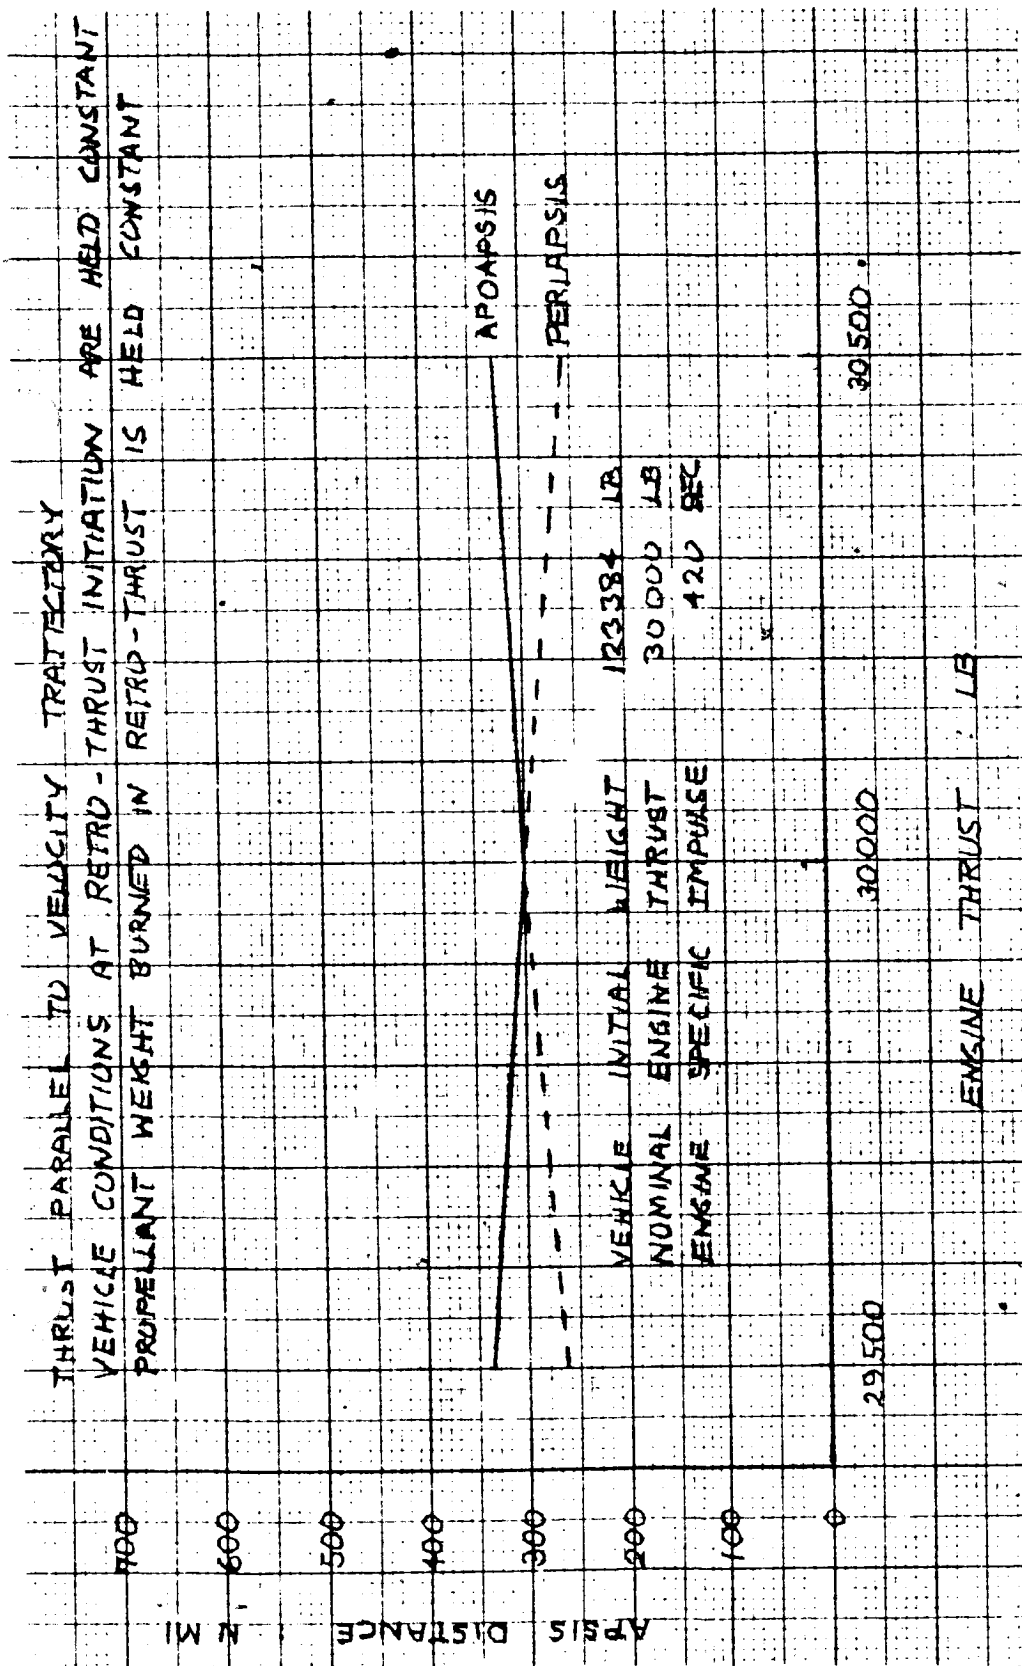 THRUST PARALLEL TO VELOCITY TRAJECTORY
VEHICLE CONDITIONS AT RETRO-THRUST INITIATION ARE HELD CONSTANT
PROPELLANT WEIGHT BURNED IN RETRO-THRUST IS HELD CONSTANT
700
600
500
400
300
200
100
0
APSIS DISTANCE N MI
APOAPSIS
PERIAPSIS
VEHICLE INITIAL WEIGHT 123384 LB
NOMINAL ENGINE THRUST 30000 LB
ENGINE SPECIFIC IMPULSE 420 SEC
29,500 30000 30500
ENGINE THRUST LB